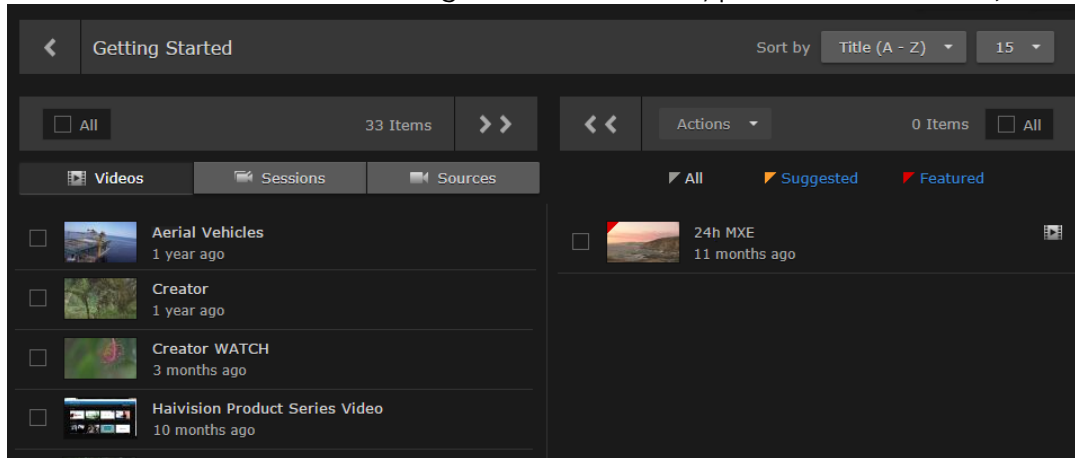 Getting Started
Sort by Title (A - Z) 15
All 33 Items
Actions 0 Items All
Videos Sessions Sources
All Suggested Featured
Aerial Vehicles
1 year ago
Creator
1 year ago
Creator WATCH
3 months ago
Haivision Product Series Video
10 months ago
24h MXE
11 months ago